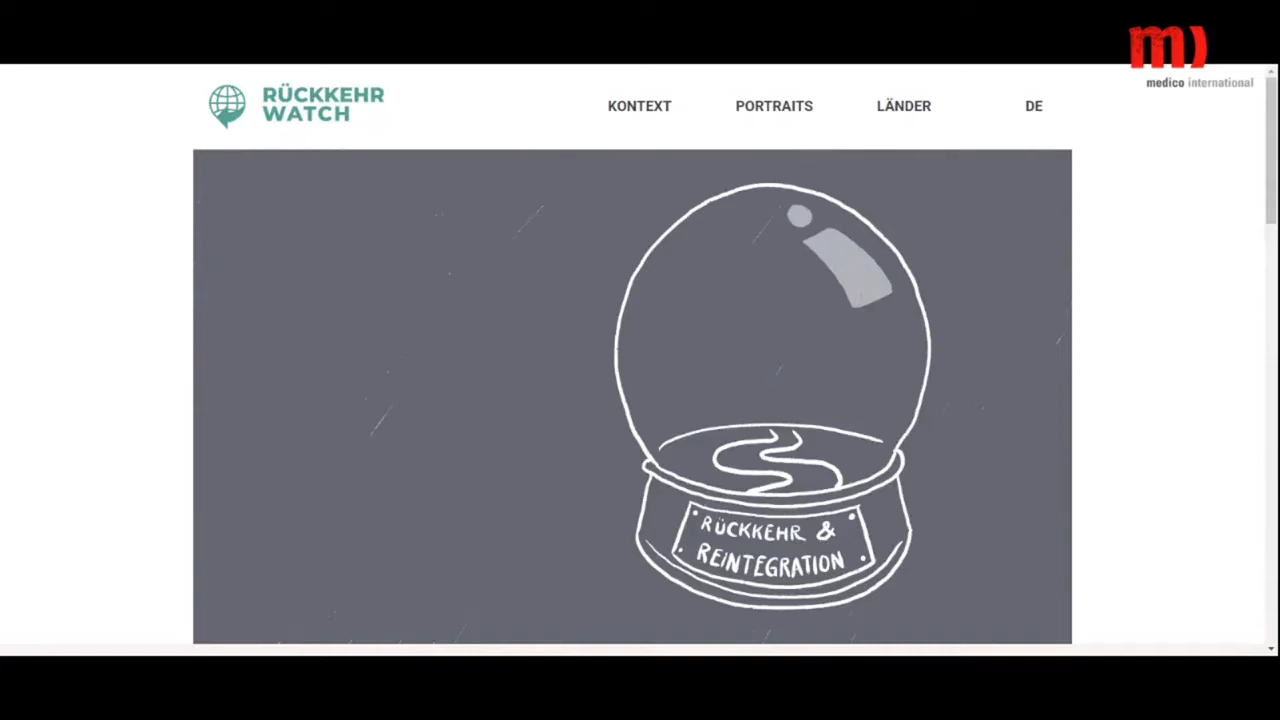 medico international
RÜCKKEHR
WATCH
KONTEXT
PORTRAITS
LÄNDER
DE
RÜCKKEHR &
REINTEGRATION